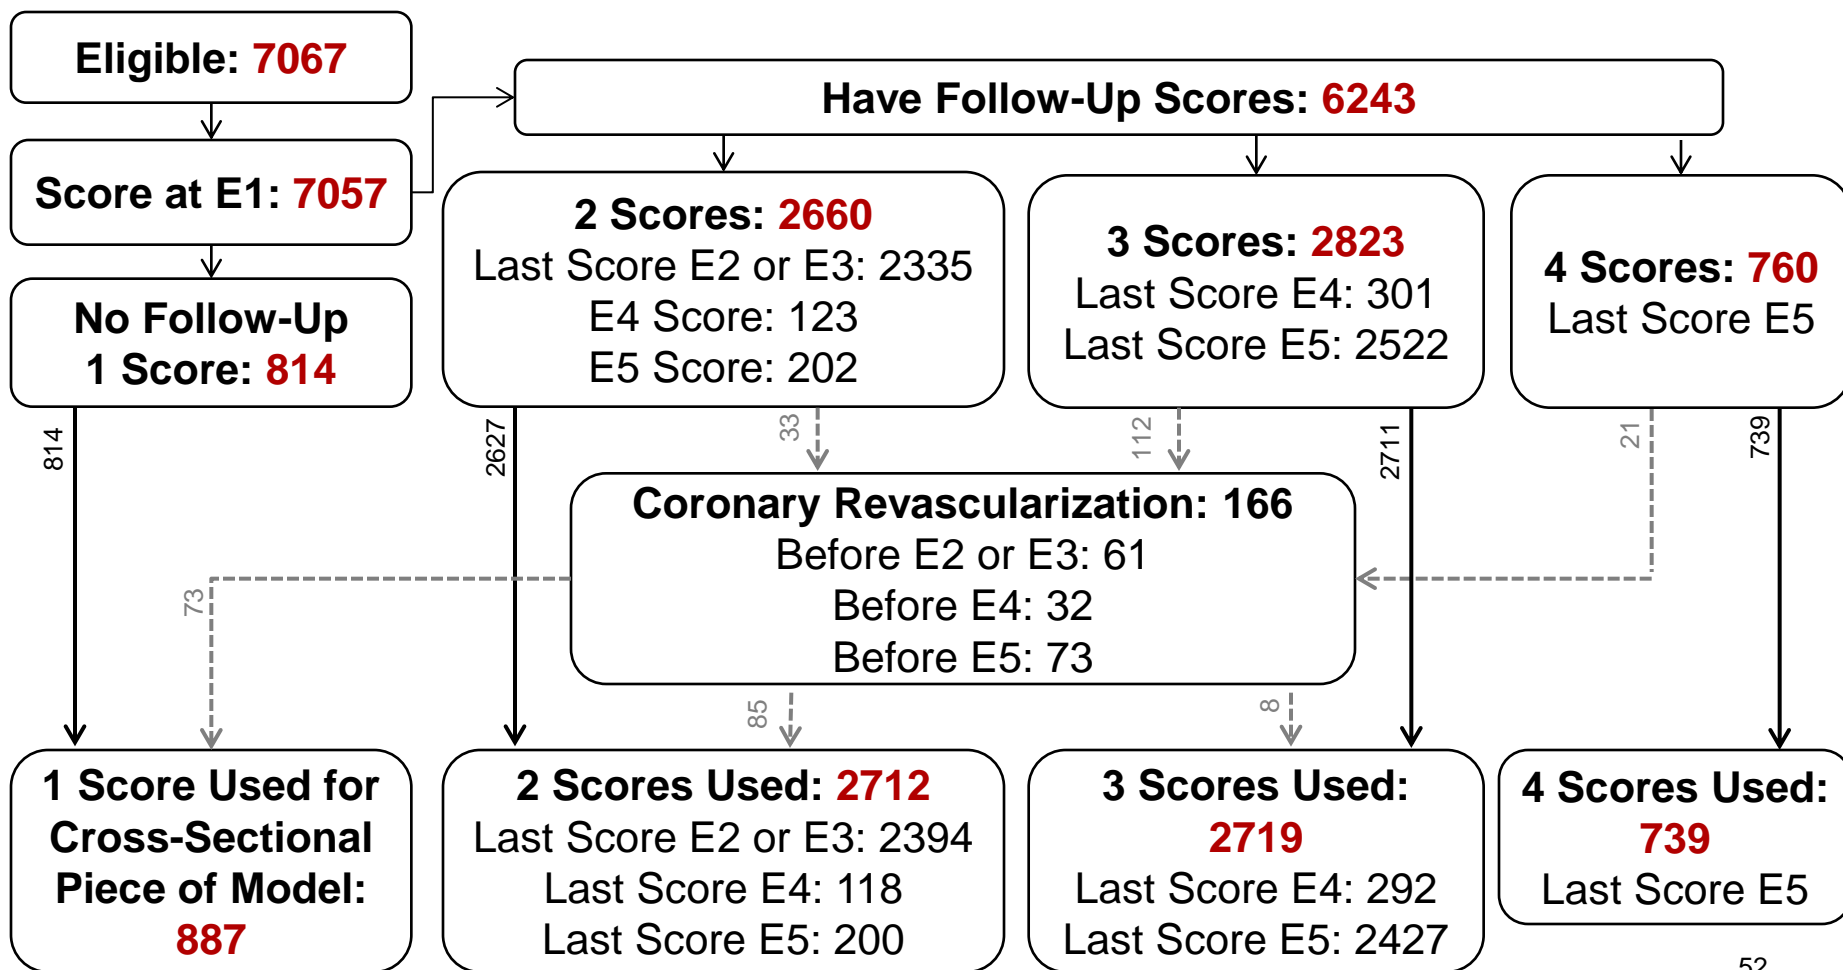 Eligible: 7067
Have Follow-Up Scores: 6243
Score at E1: 7057
2 Scores: 2660
Last Score E2 or E3: 2335
E4 Score: 123
E5 Score: 202
3 Scores: 2823
Last Score E4: 301
Last Score E5: 2522
4 Scores: 760
Last Score E5
No Follow-Up
1 Score: 814
814
2627
33
112
2711
21
739
Coronary Revascularization: 166
Before E2 or E3: 61
Before E4: 32
Before E5: 73
73
85
8
1 Score Used for
Cross-Sectional
Piece of Model:
887
2 Scores Used: 2712
Last Score E2 or E3: 2394
Last Score E4: 118
Last Score E5: 200
3 Scores Used:
2719
Last Score E4: 292
Last Score E5: 2427
4 Scores Used:
739
Last Score E5
52